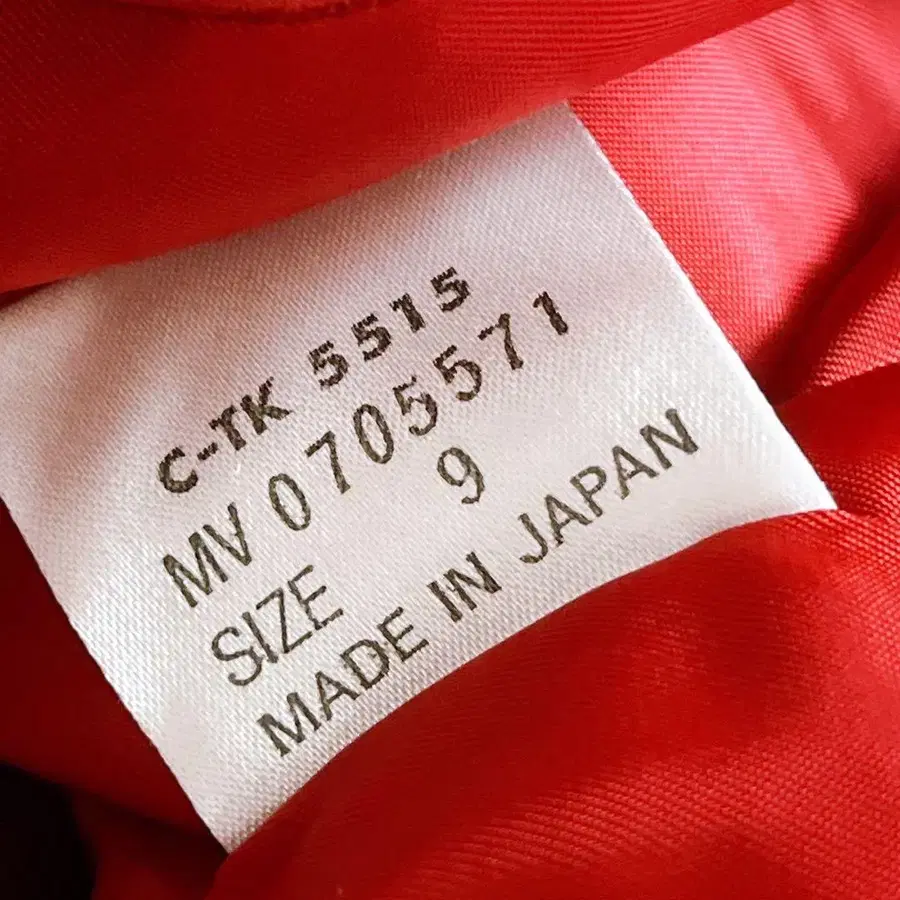 C-TK 5515
MV 0705571
SIZE 9
MADE IN JAPAN